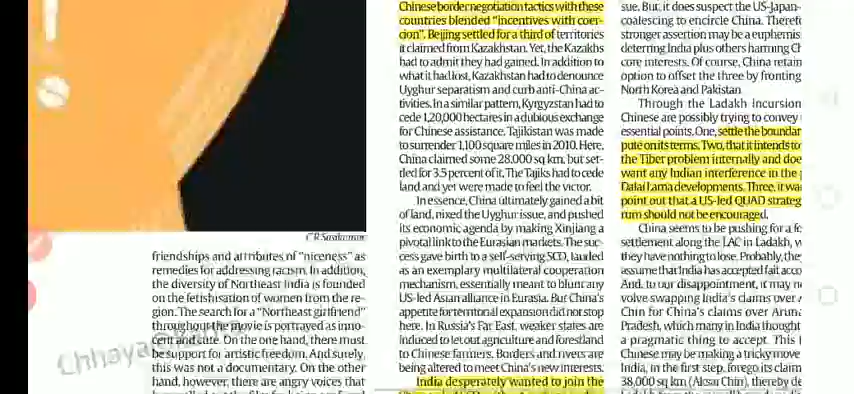 C R Sasikumar
friendships and attributes of "niceness" as
remedies for addressing racism. In addition,
the diversity of Northeast India is founded
on the fetishisation of women from the re-
gion. The search for a "Northeast girlfriend"
throughout the movie is portrayed as inno-
cent and cute. On the one hand, there must
be support for artistic freedom. And surely,
this was not a documentary. On the other
hand, however, there are angry voices that
Chinese border negotiation tactics with these
countries blended "incentives with coer-
cion". Beijing settled for a third of territories
it claimed from Kazakhstan. Yet, the Kazakhs
had to admit they had gained. In addition to
what it had lost, Kazakhstan had to denounce
Uyghur separatism and curb anti-China ac-
tivities. In a similar pattern, Kyrgyzstan had to
cede 1,20,000 hectares in a dubious exchange
for Chinese assistance. Tajikistan was made
to surrender 1,100 square miles in 2010. Here,
China claimed some 28,000 sq km, but set-
tled for 3.5 percent of it. The Tajiks had to cede
land and yet were made to feel the victor.
In essence, China ultimately gained a bit
of land, nixed the Uyghur issue, and pushed
its economic agenda by making Xinjiang a
pivotal link to the Eurasian markets. The suc-
cess gave birth to a self-serving SCO, lauded
as an exemplary multilateral cooperation
mechanism, essentially meant to blunt any
US-led Asian alliance in Eurasia. But China's
appetite for territorial expansion did not stop
here. In Russia's Far East, weaker states are
induced to let out agriculture and forestland
to Chinese farmers. Borders and rivers are
being altered to meet China's new interests.
India desperately wanted to join the
sue. But it does suspect the US-Japan-
coalescing to encircle China. Theref
stronger assertion may be a euphemis
deterring India plus others harming Ch
core interests. Of course, China retain
option to offset the three by fronting
North Korea and Pakistan.
Through the Ladakh incursion
Chinese are possibly trying to convey
essential points. One, settle the boundar
pute on its terms. Two, that it intends to
the Tibet problem internally and doe
want any Indian interference in the p
Dalai Lama developments. Three, it wa
point out that a US-led QUAD strateg
rum should not be encouraged.
China seems to be pushing for a fo
settlement along the LAC in Ladakh, w
they have nothing to lose. Probably, the
assume that India has accepted fait acco
And, to our disappointment, it may n
volve swapping India's claims over A
Chin for China's claims over Aruna
Pradesh, which many in India thought
a pragmatic thing to accept. This t
Chinese may be making a tricky move
India, in the first step, forego its claim
38,000 sq km (Aksai Chin), thereby de